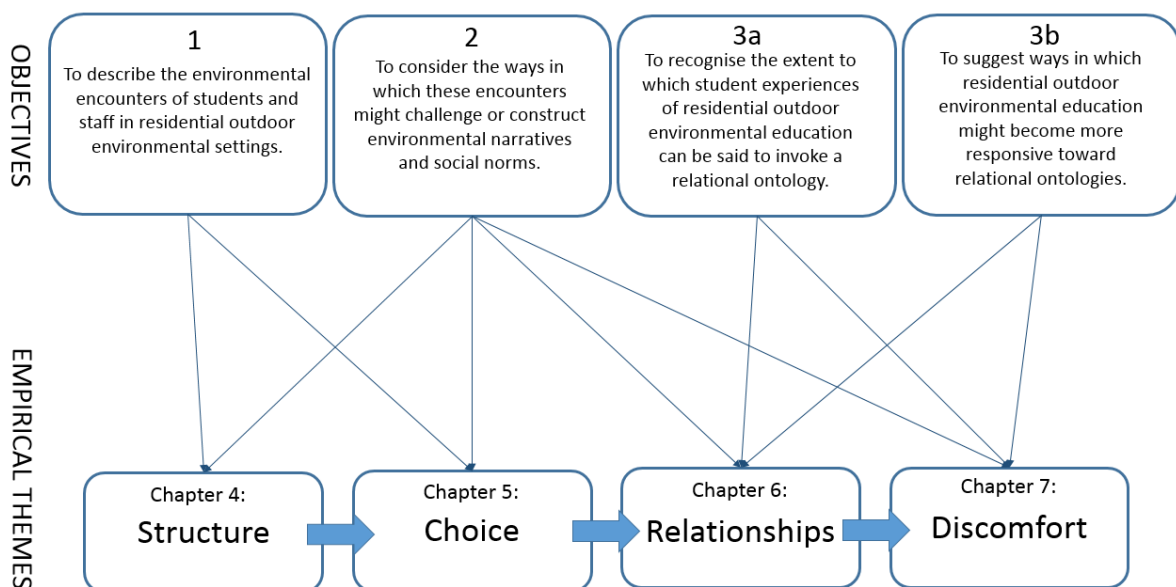 OBJECTIVES
1
To describe the environmental
encounters of students and
staff in residential outdoor
environmental settings.
2
To consider the ways in
which these encounters
might challenge or construct
environmental narratives
and social norms.
3a
To recognise the extent to
which student experiences
of residential outdoor
environmental education
can be said to invoke a
relational ontology.
3b
To suggest ways in which
residential outdoor
environmental education
might become more
responsive toward
relational ontologies.
EMPIRICAL THEMES
Chapter 4:
Structure
Chapter 5:
Choice
Chapter 6:
Relationships
Chapter 7:
Discomfort